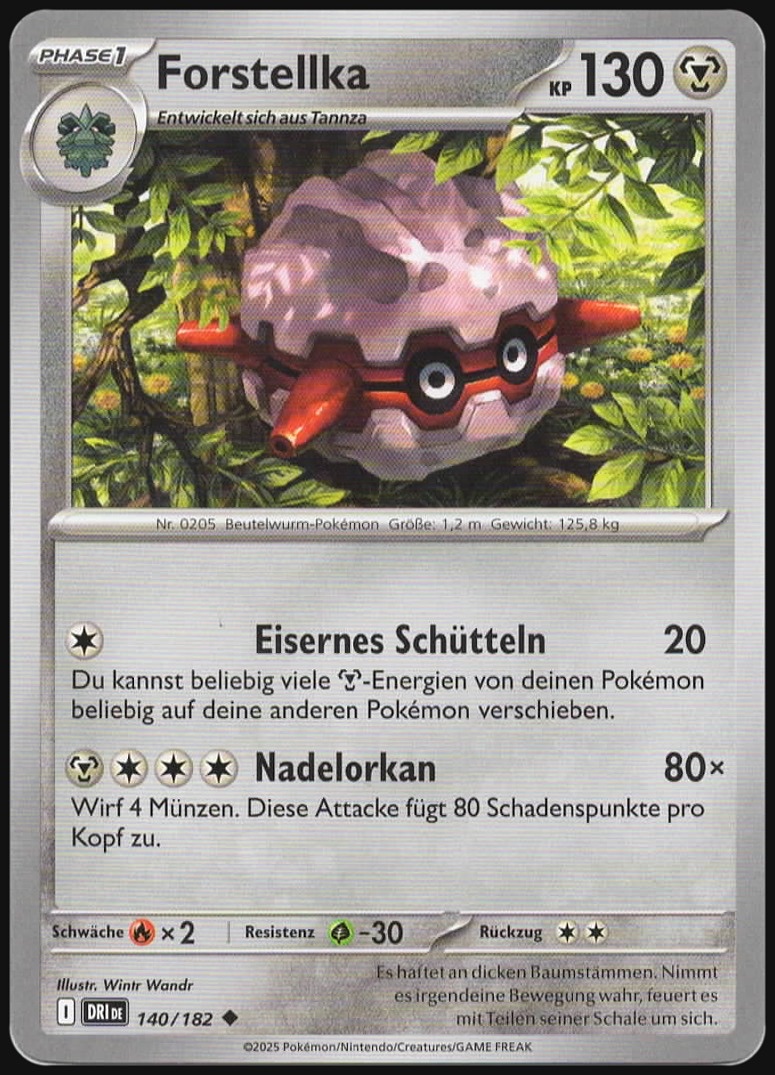 PHASE 1
Forstellka
KP 130
Entwickelt sich aus Tannza
Nr. 0205 Beutelwurm-Pokémon Größe: 1,2 m Gewicht: 125,8 kg
Eisernes Schütteln 20
Du kannst beliebig viele -Energien von deinen Pokémon
beliebig auf deine anderen Pokémon verschieben.
Nadelorkan 80×
Wirf 4 Münzen. Diese Attacke fügt 80 Schadenspunkte pro
Kopf zu.
Schwäche ×2 Resistenz -30 Rückzug
Illustr. Wintr Wandr
Es haftet an dicken Baumstämmen. Nimmt
es irgendeine Bewegung wahr, feuert es
mit Teilen seiner Schale um sich.
I DRI DE 140/182
©2025 Pokémon/Nintendo/Creatures/GAME FREAK